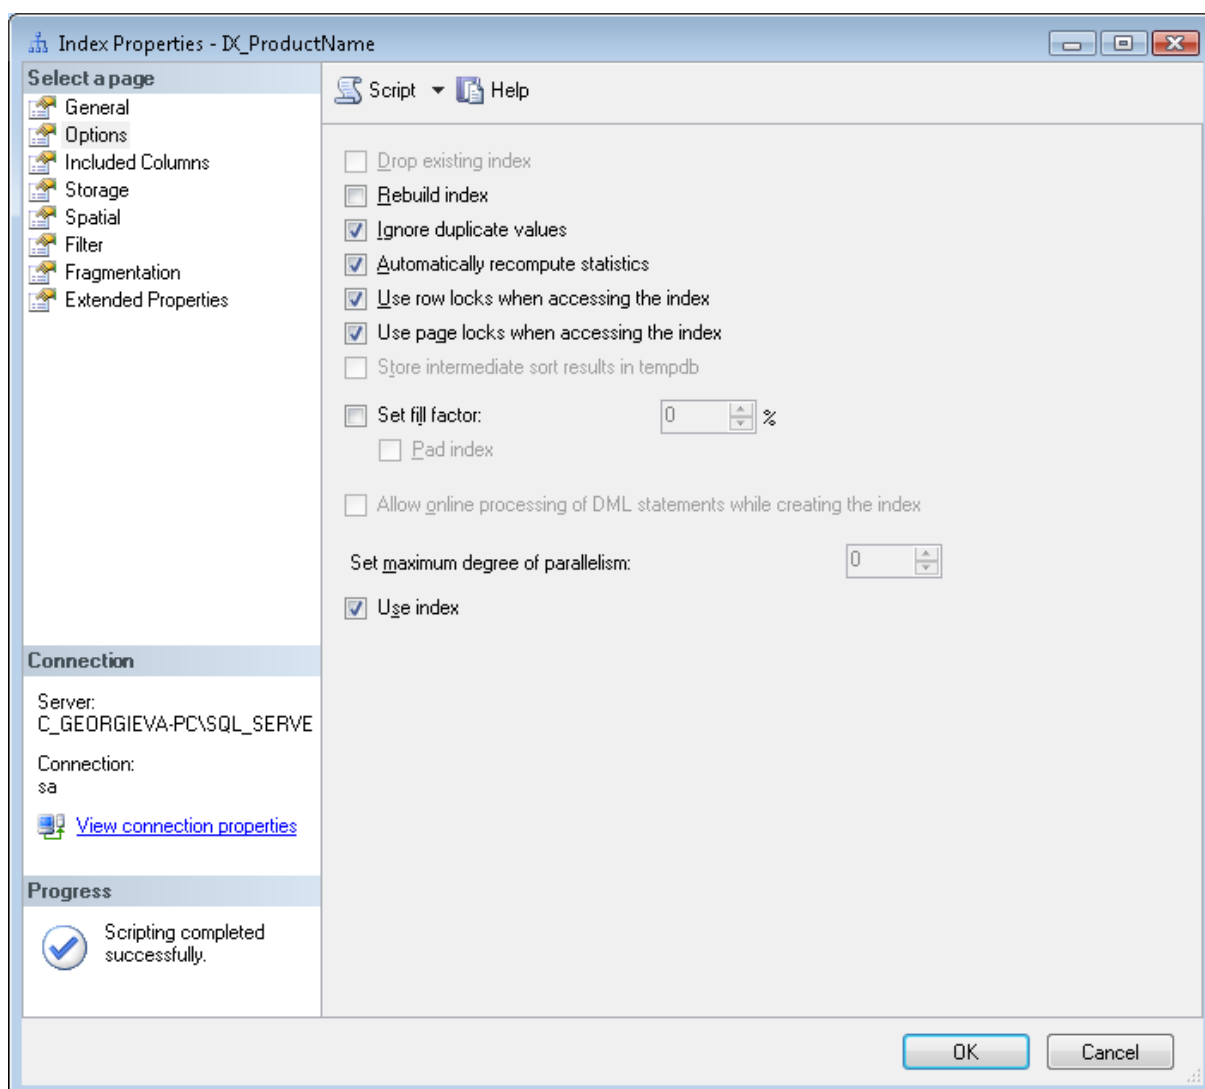 Index Properties - IX_ProductName
Select a page
General
Options
Included Columns
Storage
Spatial
Filter
Fragmentation
Extended Properties
Connection
Server:
C_GEORGIEVA-PC\SQL_SERVE
Connection:
sa
View connection properties
Progress
Scripting completed
successfully.
Script
Help
Drop existing index
Rebuild index
Ignore duplicate values
Automatically recompute statistics
Use row locks when accessing the index
Use page locks when accessing the index
Store intermediate sort results in tempdb
Set fill factor: 0 %
Pad index
Allow online processing of DML statements while creating the index
Set maximum degree of parallelism: 0
Use index
OK
Cancel